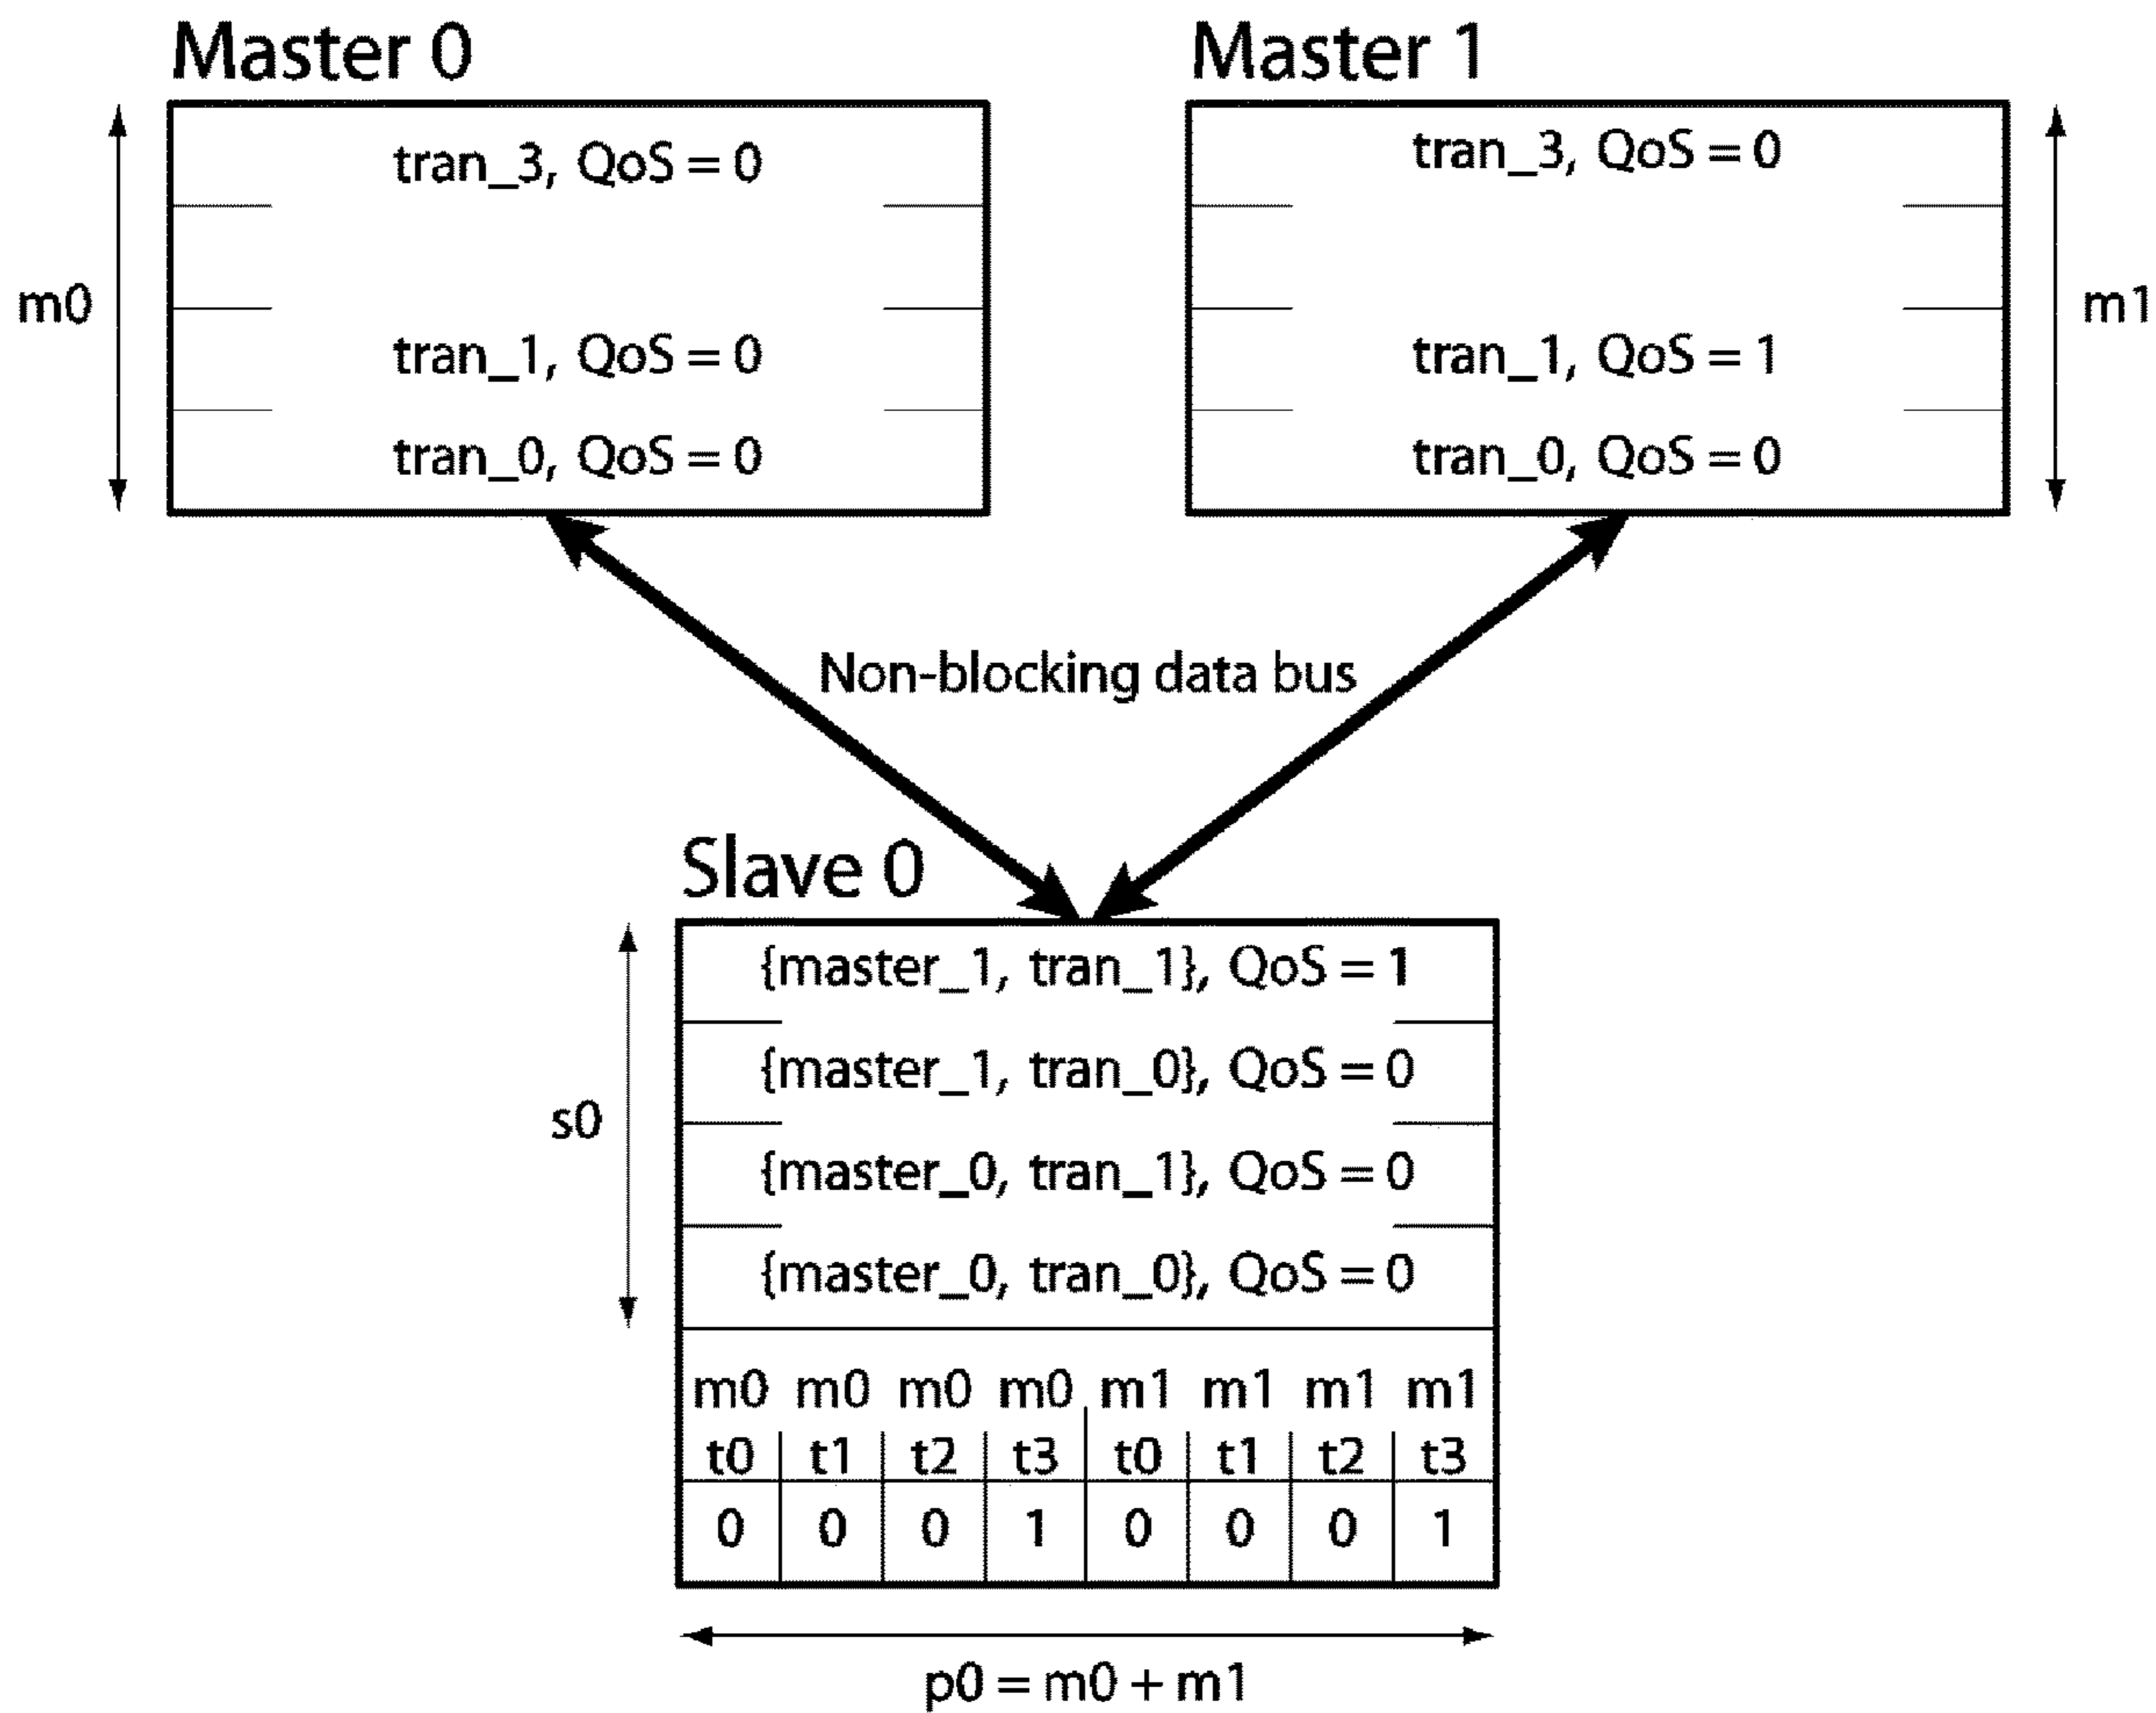 Master 0
tran_3, QoS = 0
tran_1, QoS = 0
tran_0, QoS = 0
m0
Master 1
tran_3, QoS = 0
tran_1, QoS = 1
tran_0, QoS = 0
m1
Non-blocking data bus
Slave 0
{master_1, tran_1}, QoS = 1
{master_1, tran_0}, QoS = 0
{master_0, tran_1}, QoS = 0
{master_0, tran_0}, QoS = 0
s0
m0 m0 m0 m0 m1 m1 m1 m1
t0 t1 t2 t3 t0 t1 t2 t3
0 0 0 1 0 0 0 1
p0 = m0 + m1